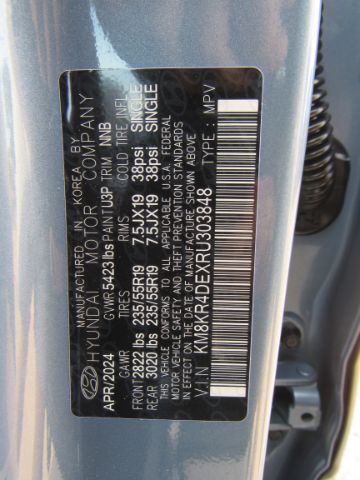 HYUNDAI MOTOR COMPANY
IN KOREA BY
APR/2024 GVWR 5423 lbs PAINT U3P TRIM NNB
GAWR TIRES RIMS COLD TIRE INFL
FRONT 2822 lbs 235/55R19 7.5JX19 38psi SINGLE
REAR 3020 lbs 235/55R19 7.5JX19 38psi SINGLE
THIS VEHICLE CONFORMS TO ALL APPLICABLE U.S.A. FEDERAL
MOTOR VEHICLE SAFETY AND THEFT PREVENTION STANDARDS
IN EFFECT ON THE DATE OF MANUFACTURE SHOWN ABOVE.
V.I.N KM8KR4DEXRU303848 TYPE: MPV